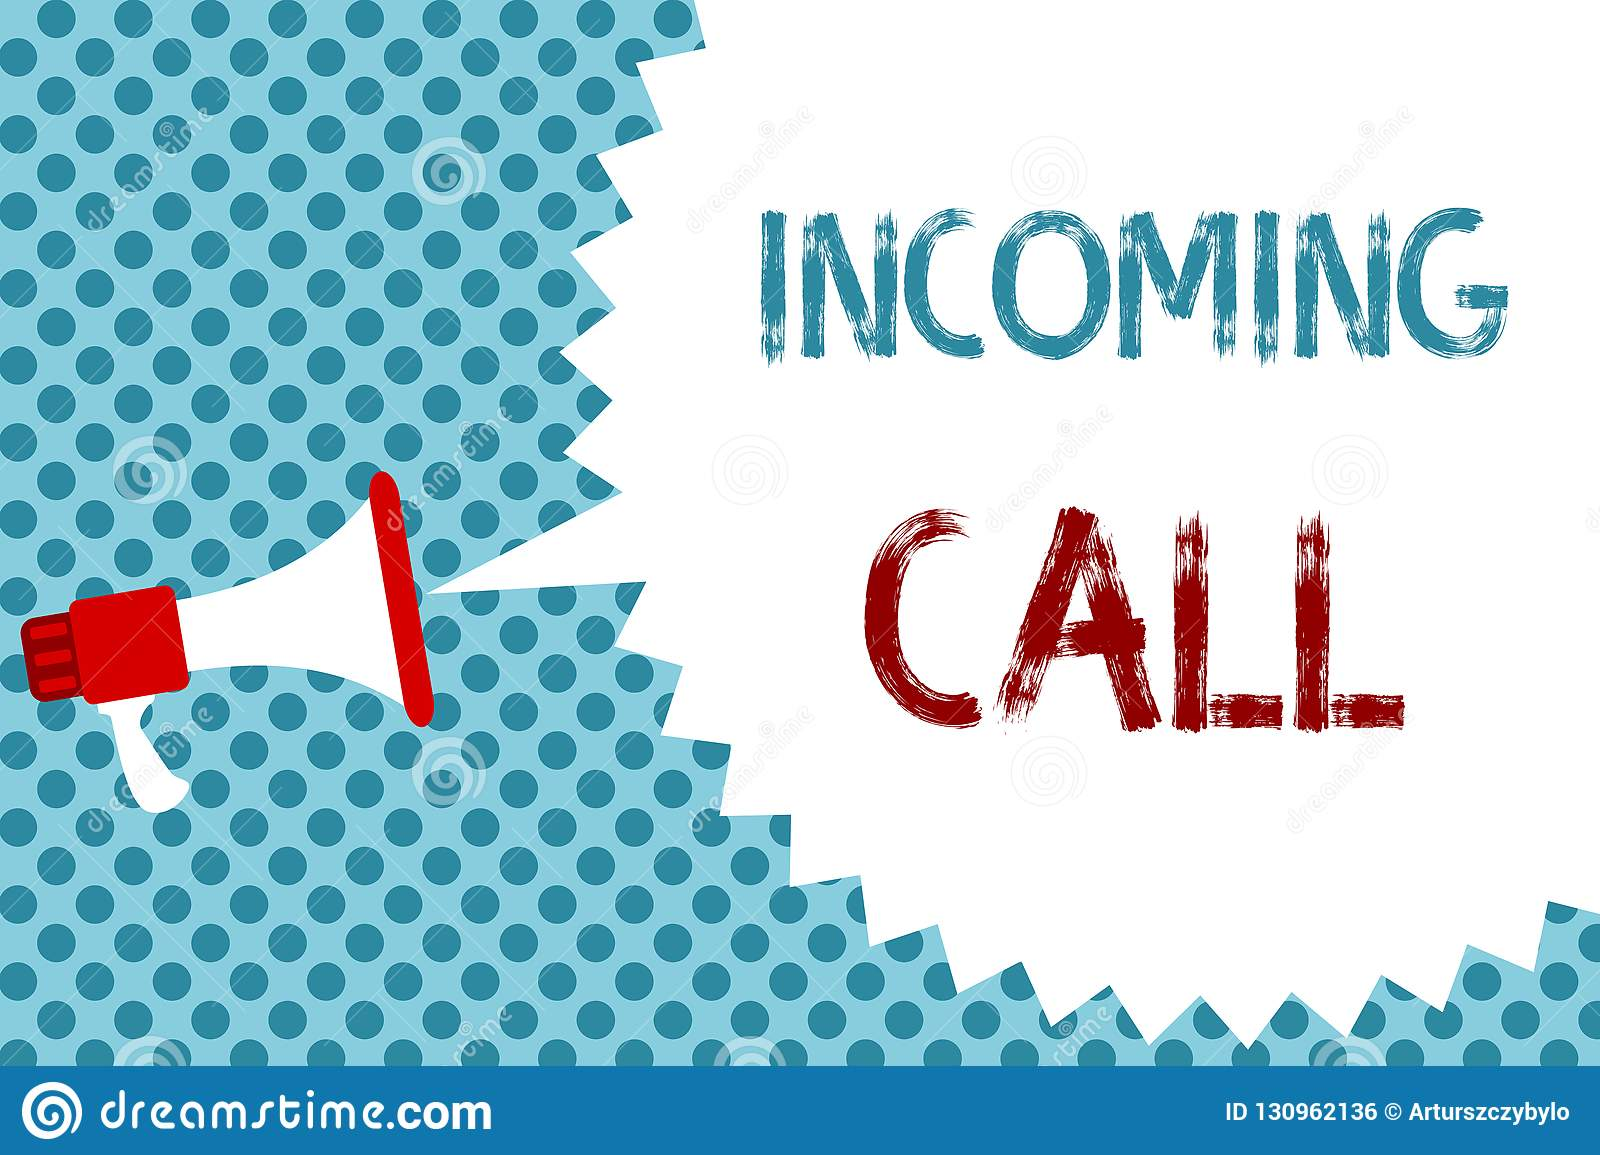 INCOMING
CALL
dreamstime.com
ID 130962136 © Arturszczybylo